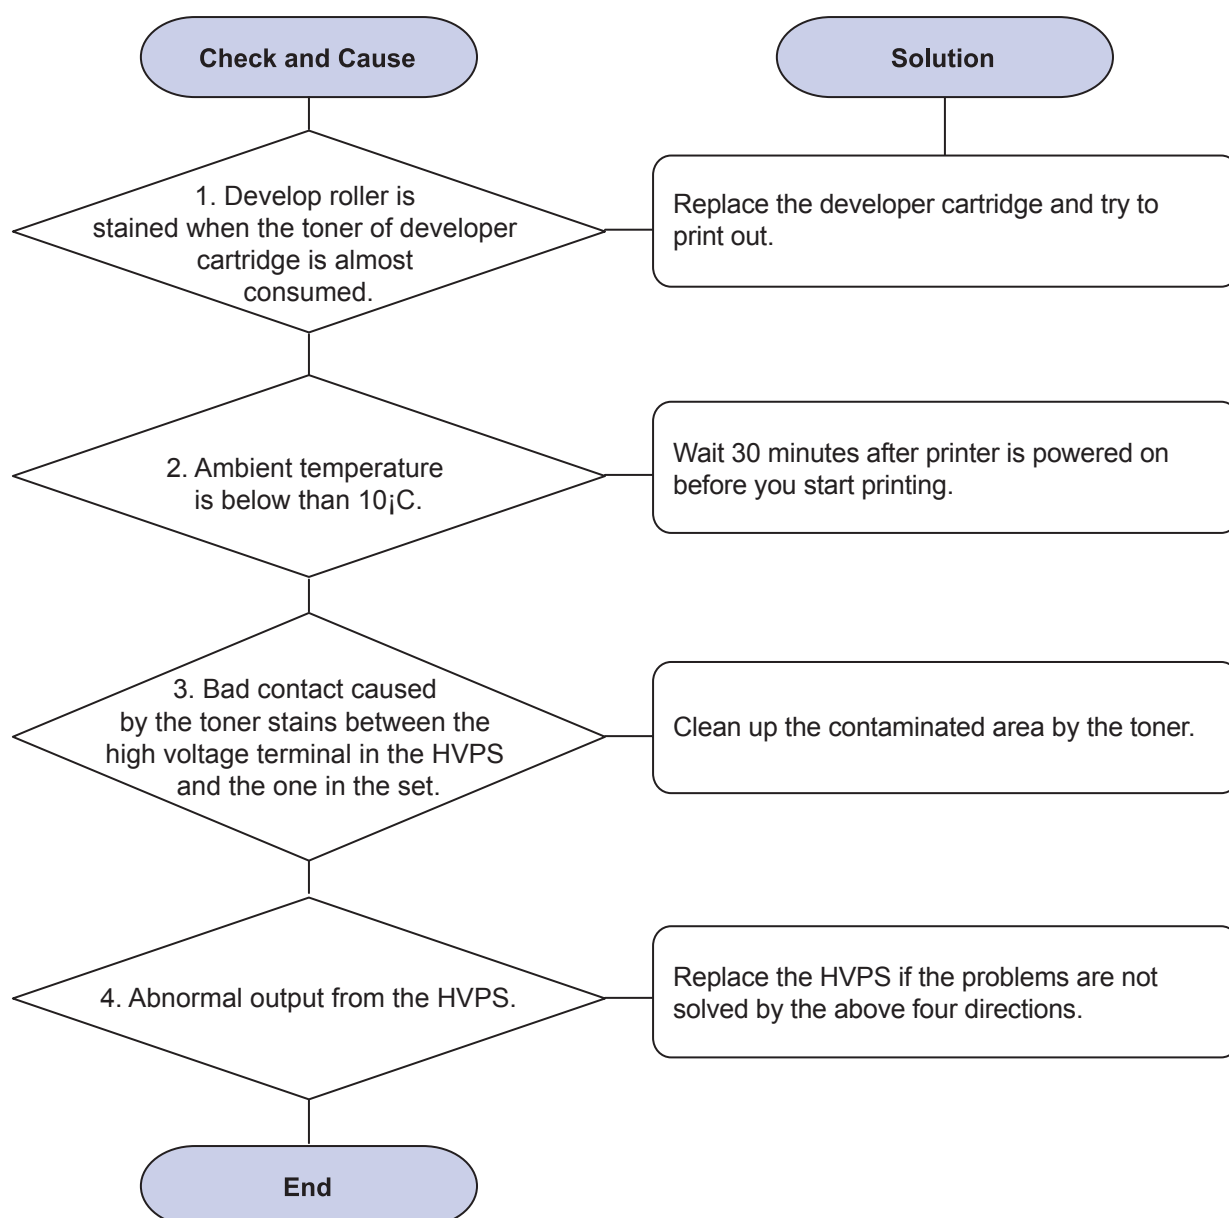 Check and Cause
Solution
1. Develop roller is
stained when the toner of developer
cartridge is almost
consumed.
Replace the developer cartridge and try to
print out.
2. Ambient temperature
is below than 10¡C.
Wait 30 minutes after printer is powered on
before you start printing.
3. Bad contact caused
by the toner stains between the
high voltage terminal in the HVPS
and the one in the set.
Clean up the contaminated area by the toner.
4. Abnormal output from the HVPS.
Replace the HVPS if the problems are not
solved by the above four directions.
End